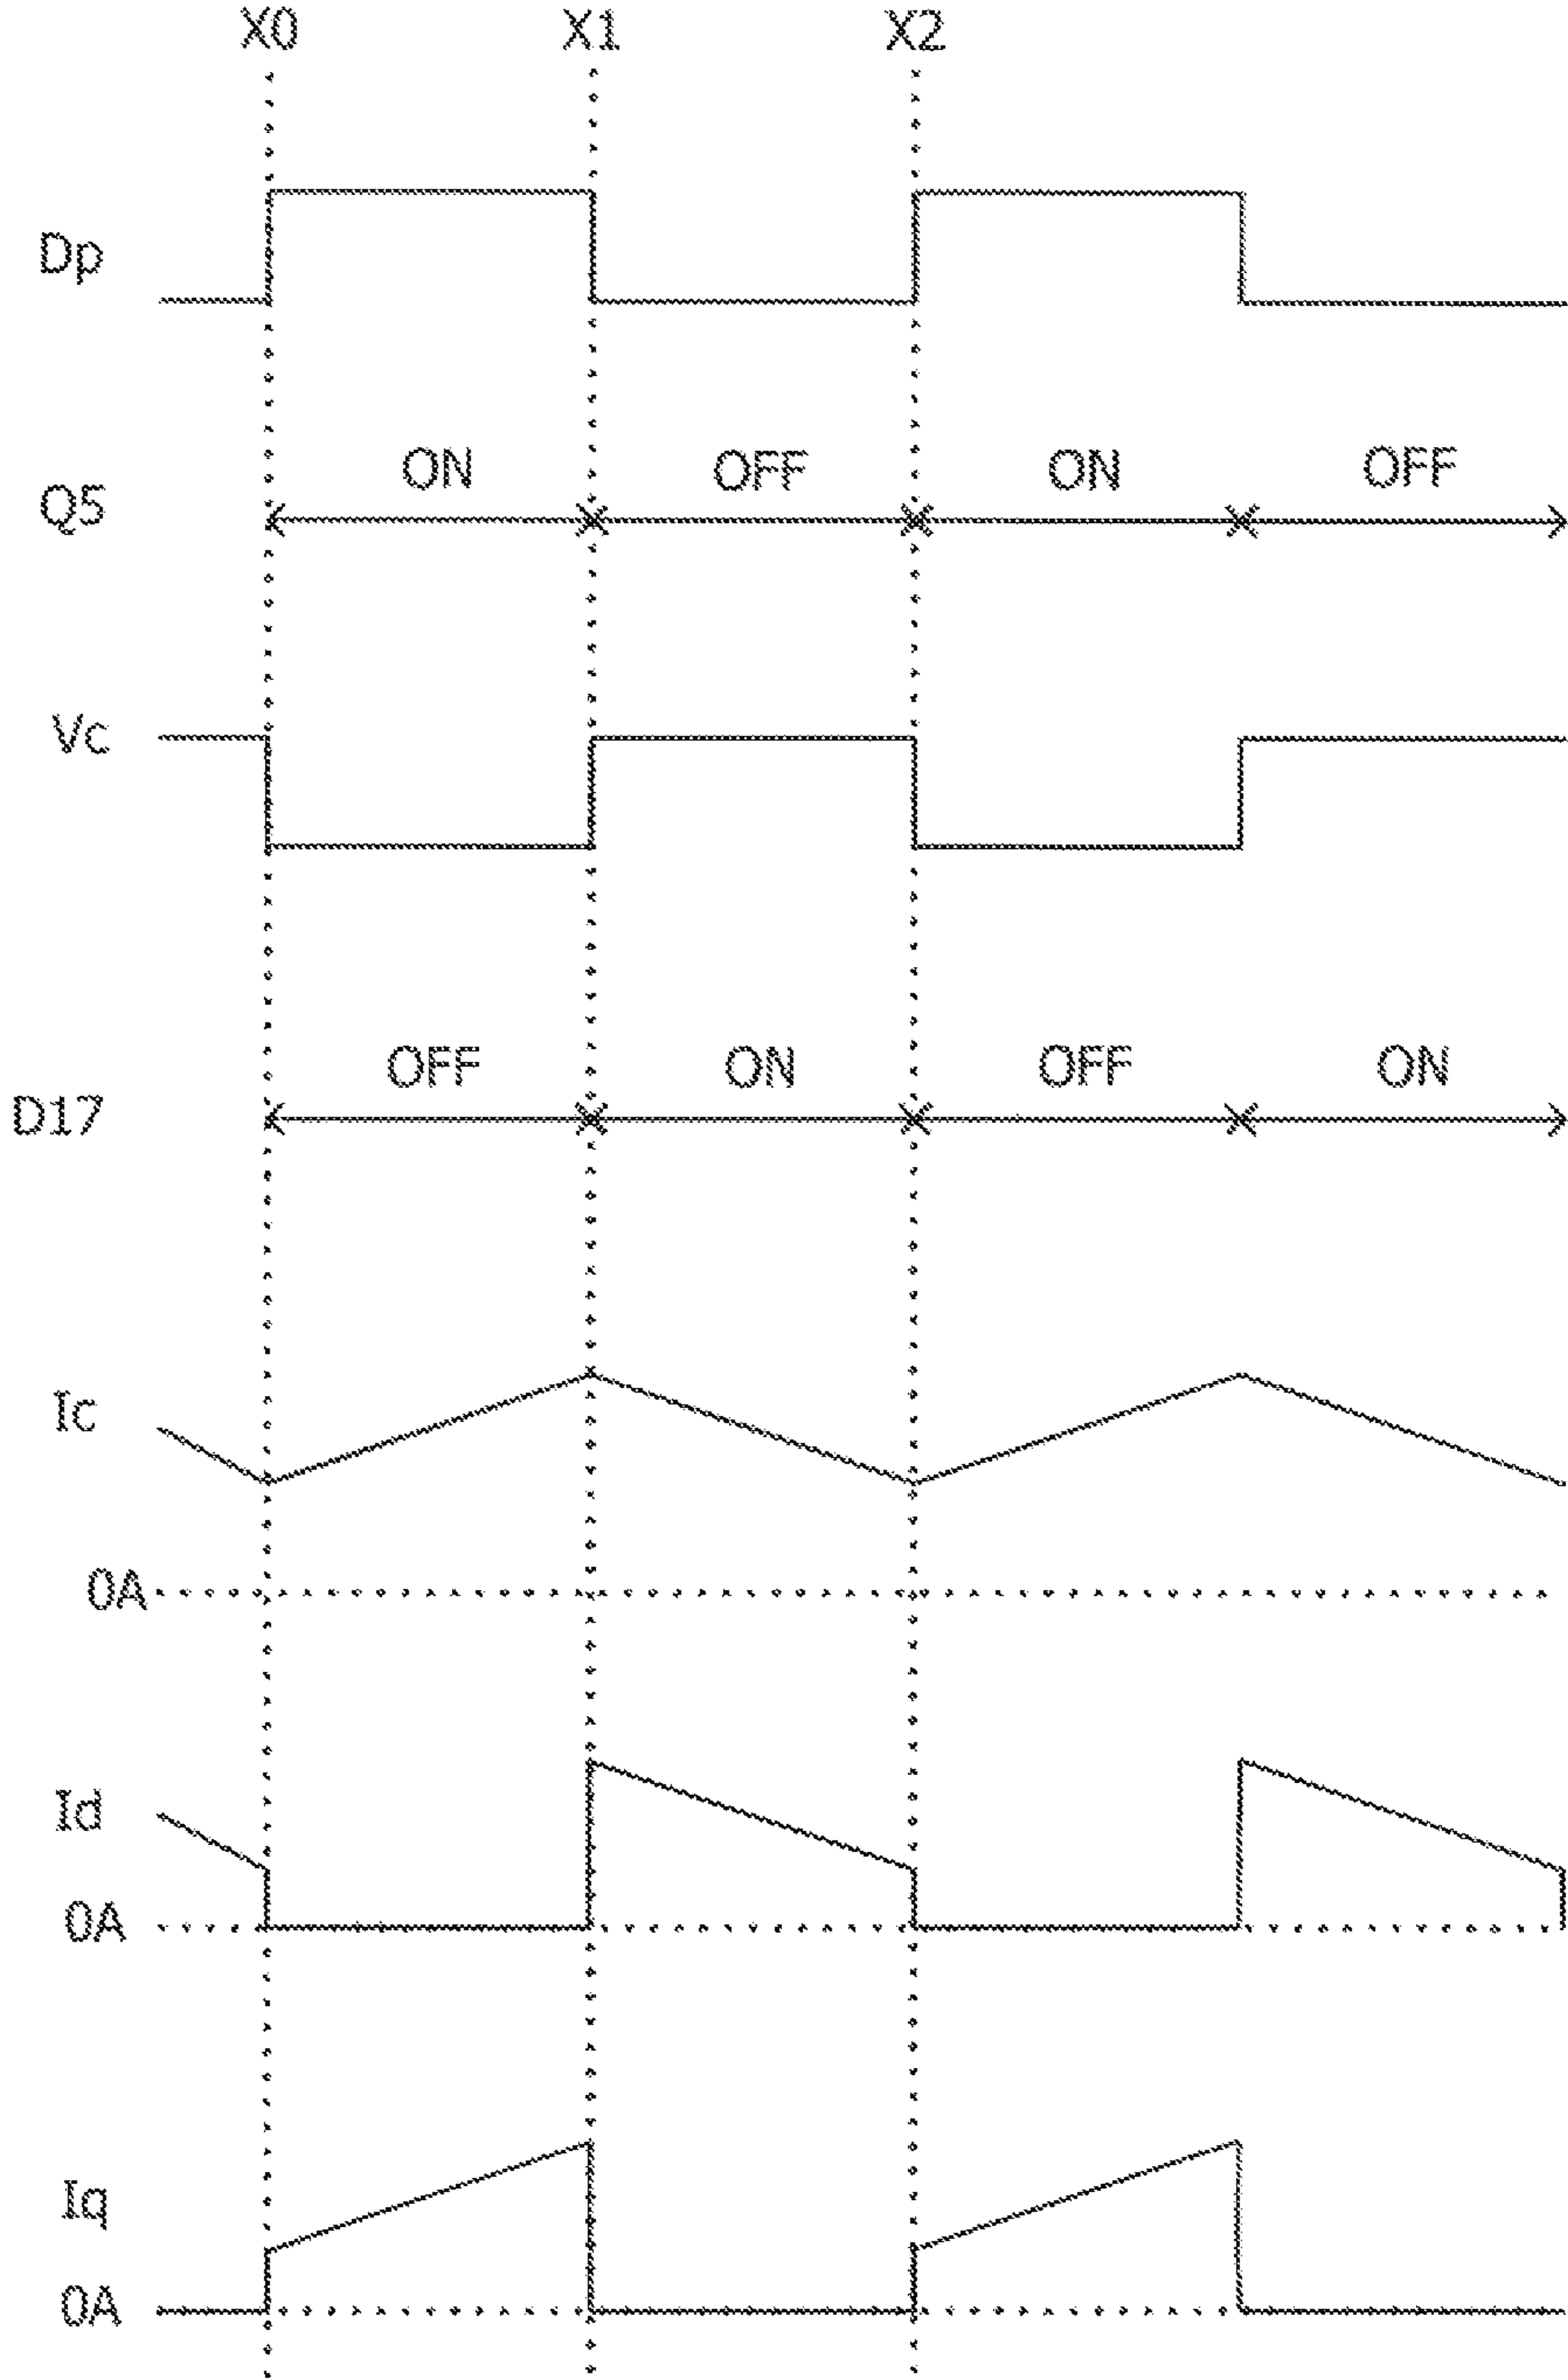 X0 X1 X2
Dp
ON OFF ON OFF
Q5
Vc
OFF ON OFF ON
D17
Ic
0A
Id
0A
Iq
0A